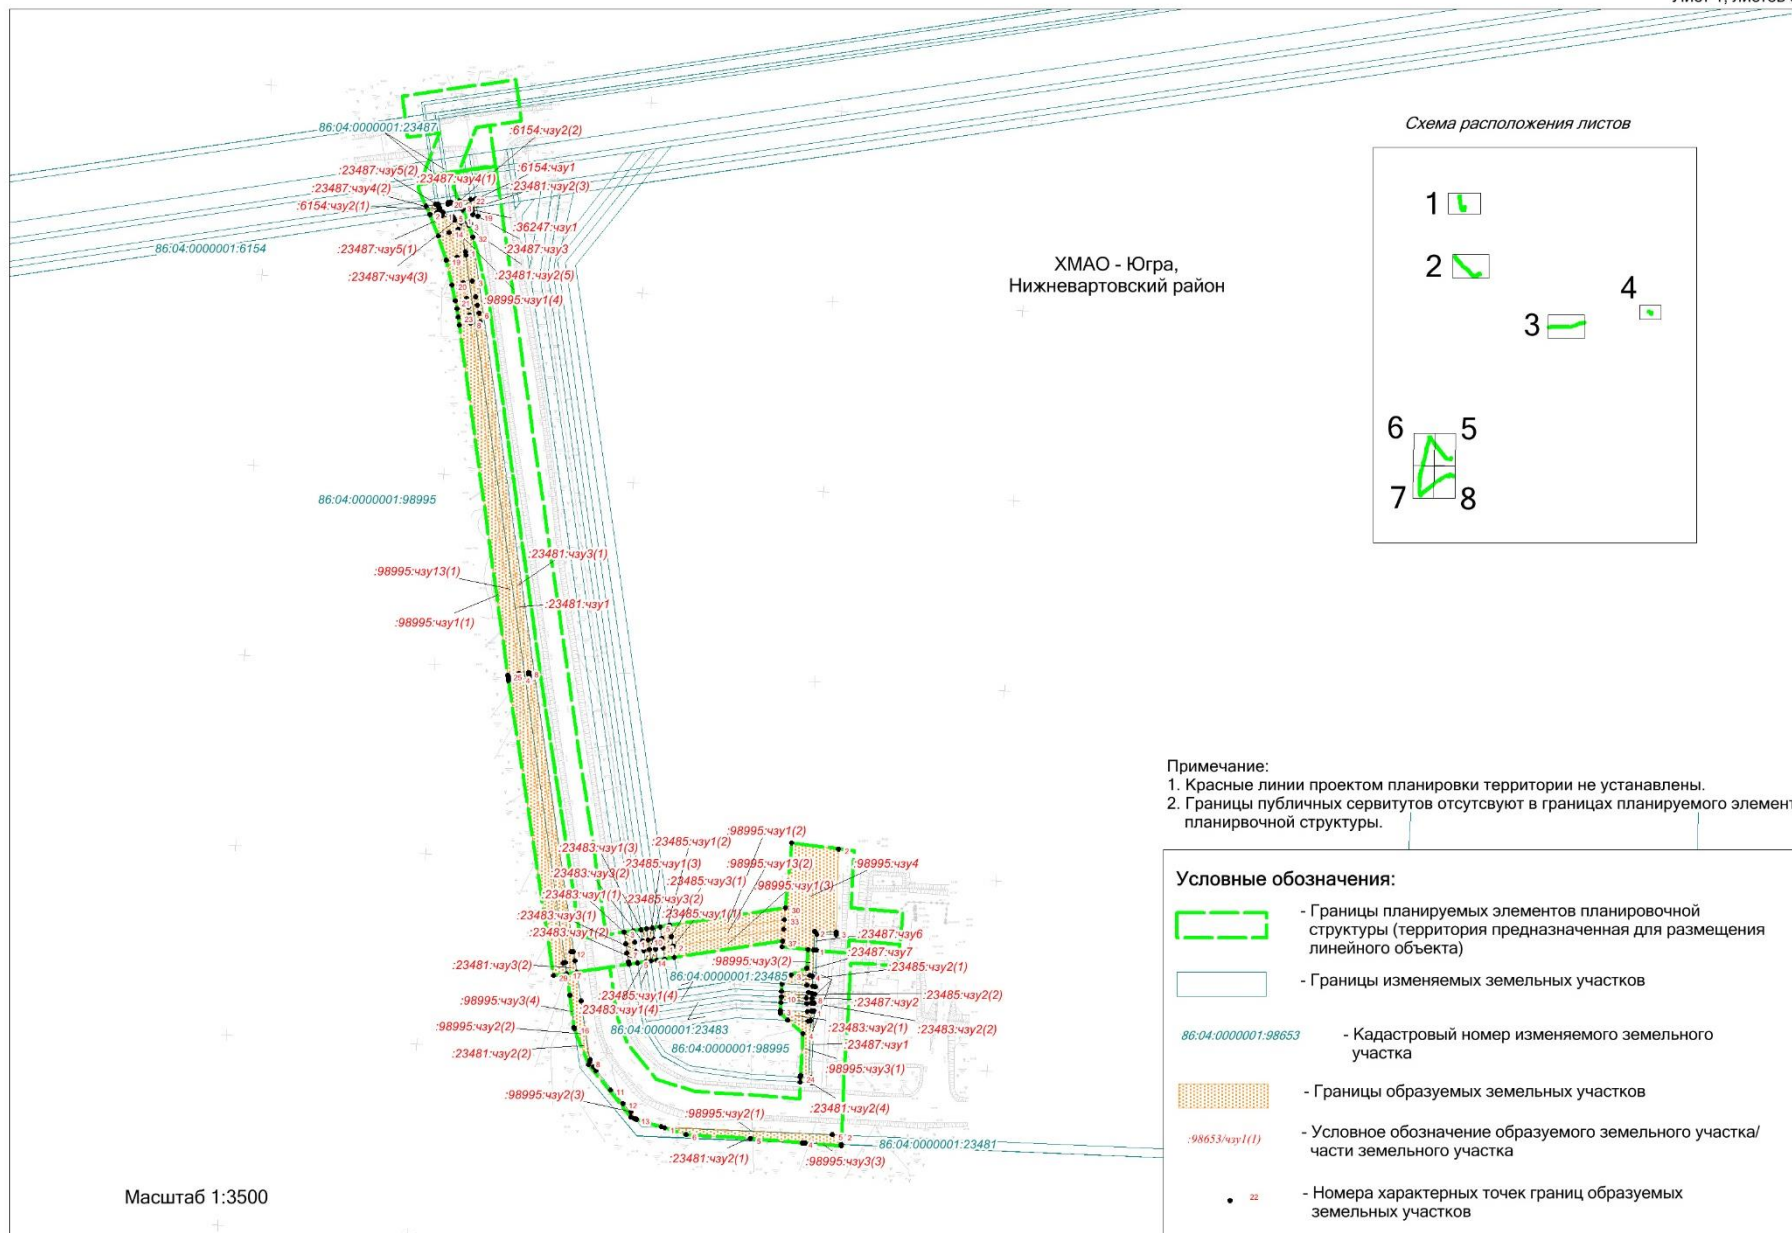 86:04:0000001:23487
:6154:чзу2(2)
:23487:чзу5(2)
:23487:чзу4(1)
:6154:чзу1
:23487:чзу4(2)
:23481:чзу2(3)
:6154:чзу2(1)
:36247:чзу1
86:04:0000001:6154
:23487:чзу5(1)
:23487:чзу3
:23487:чзу4(3)
:23481:чзу2(5)
:98995:чзу1(4)
ХМАО - Югра,
Нижневартовский район
Схема расположения листов
1
2
3
4
6 5
7 8
86:04:0000001:98995
:23481:чзу3(1)
:98995:чзу13(1)
:23481:чзу1
:98995:чзу1(1)
Примечание:
1. Красные линии проектом планировки территории не устанавлены.
2. Границы публичных сервитутов отсутсвуют в границах планируемого элемент
планирвочной структуры.
:98995:чзу1(2)
:23485:чзу1(2)
:23483:чзу1(3)
:23485:чзу1(3)
:98995:чзу13(2)
:98995:чзу4
:23483:чзу3(2)
:23485:чзу3(1)
:98995:чзу1(3)
:23483:чзу1(1)
:23485:чзу3(2)
:23483:чзу3(1)
:23485:чзу1(1)
:23483:чзу1(2)
:23487:чзу6
:23487:чзу7
:98995:чзу3(2)
:23481:чзу3(2)
86:04:0000001:23485
:23485:чзу2(1)
:98995:чзу3(4)
:23485:чзу1(4)
:23485:чзу2(2)
:23483:чзу1(4)
:23487:чзу2
:98995:чзу2(2)
86:04:0000001:23483
:23483:чзу2(1)
:23483:чзу2(2)
:23481:чзу2(2)
86:04:0000001:98995
:23487:чзу1
:98995:чзу3(1)
:98995:чзу2(3)
:23481:чзу2(4)
:98995:чзу2(1)
86:04:0000001:23481
:23481:чзу2(1)
:98995:чзу3(3)
Масштаб 1:3500
Условные обозначения:
- Границы планируемых элементов планировочной
структуры (территория предназначенная для размещения
линейного объекта)
- Границы изменяемых земельных участков
86:04:0000001:98653 - Кадастровый номер изменяемого земельного
участка
- Границы образуемых земельных участков
:98653/чзу1(1) - Условное обозначение образуемого земельного участка/
части земельного участка
22 - Номера характерных точек границ образуемых
земельных участков